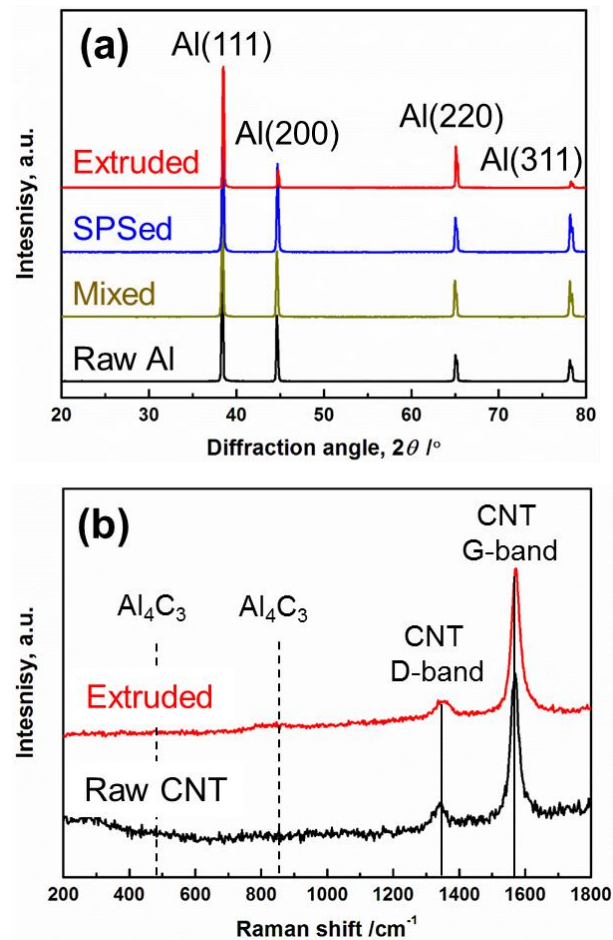 (a)
Al(111)
Al(200)
Al(220)
Al(311)
Extruded
SPSed
Mixed
Raw Al
Intesnisy, a.u.
20 30 40 50 60 70 80
Diffraction angle, 2θ /°
(b)
CNT
G-band
Al₄C₃ Al₄C₃
CNT
D-band
Extruded
Raw CNT
Intesnisy, a.u.
200 400 600 800 1000 1200 1400 1600 1800
Raman shift /cm⁻¹